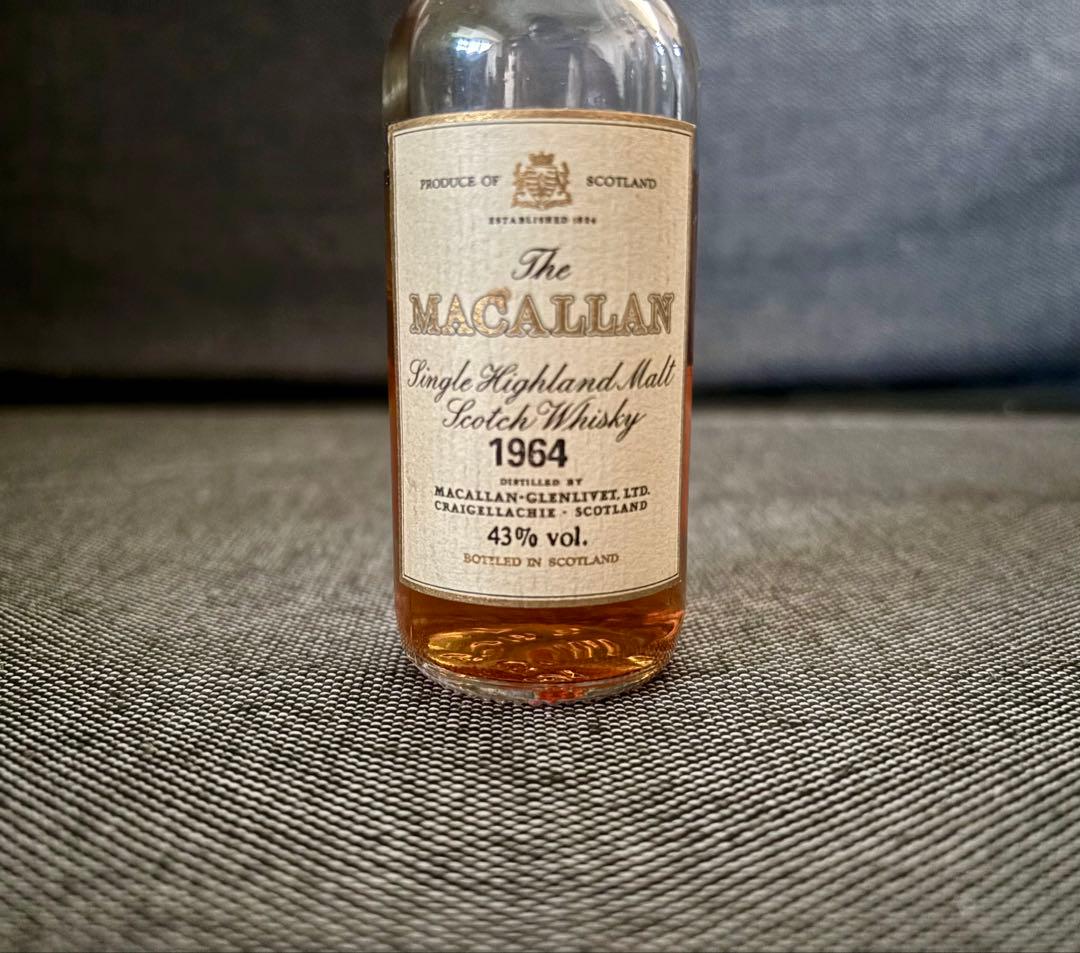 PRODUCE OF SCOTLAND
ESTABLISHED 1824
The
MACALLAN
Single Highland Malt
Scotch Whisky
1964
DISTILLED BY
MACALLAN-GLENLIVET, LTD.
CRAIGELLACHIE - SCOTLAND
43% vol.
BOTTLED IN SCOTLAND